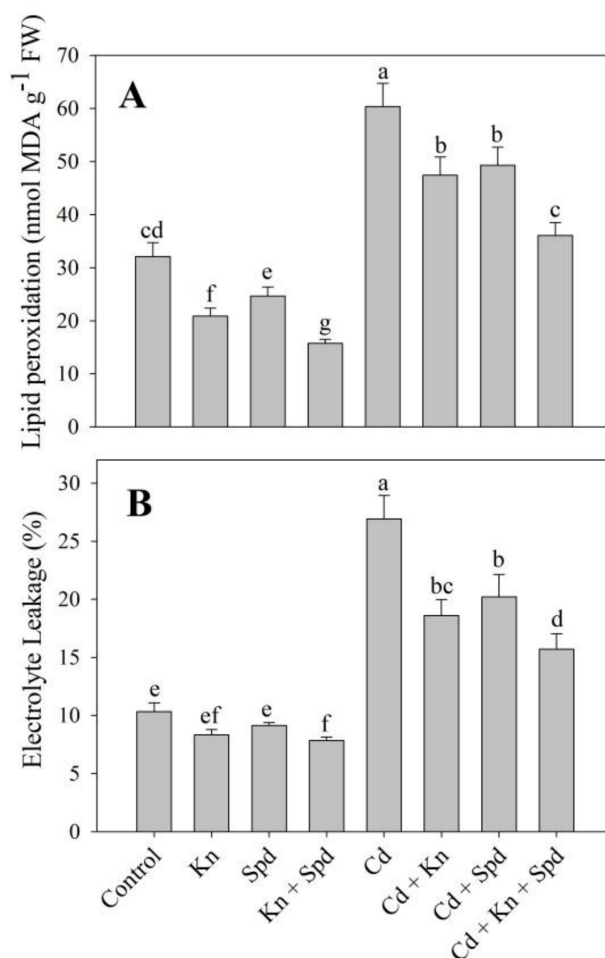 Lipid peroxidation (nmol MDA g-1 FW)
70
60
50
40
30
20
10
0
A
cd
f
e
g
a
b
b
c
Electrolyte Leakage (%)
30
25
20
15
10
5
0
B
e
ef
e
f
a
bc
b
d
Control
Kn
Spd
Kn + Spd
Cd
Cd + Kn
Cd + Spd
Cd + Kn + Spd